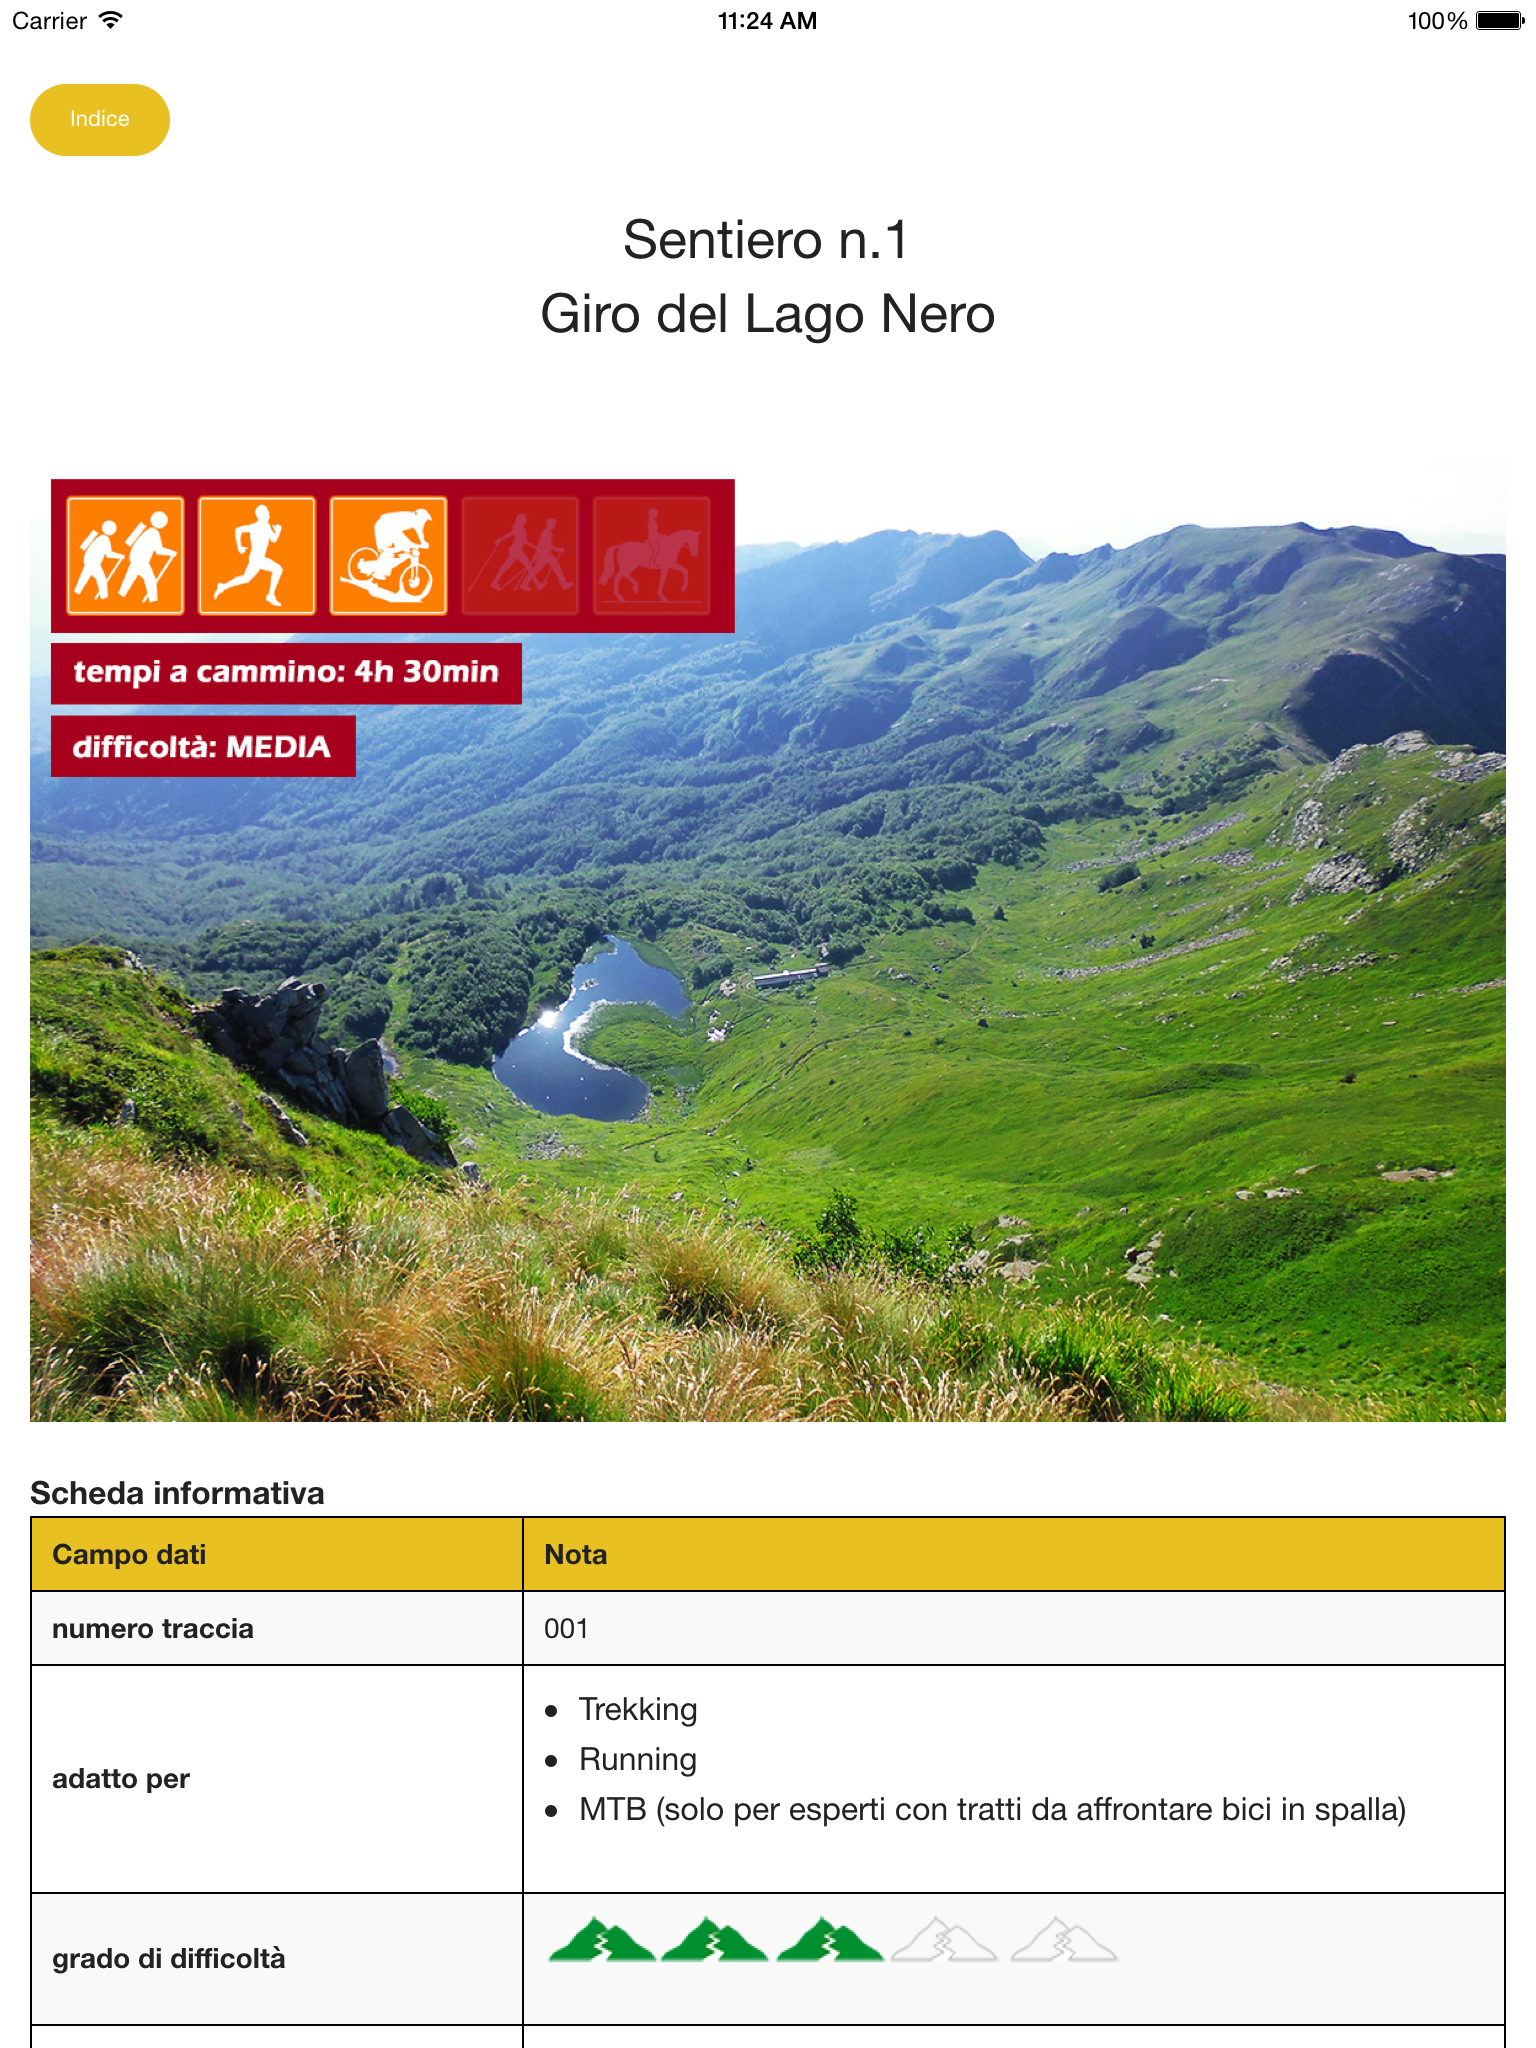 Carrier
11:24 AM
100%
Indice
Sentiero n.1
Giro del Lago Nero
tempi a cammino: 4h 30min
difficoltà: MEDIA
Scheda informativa
Campo dati
Nota
numero traccia
001
adatto per
• Trekking
• Running
• MTB (solo per esperti con tratti da affrontare bici in spalla)
grado di difficoltà